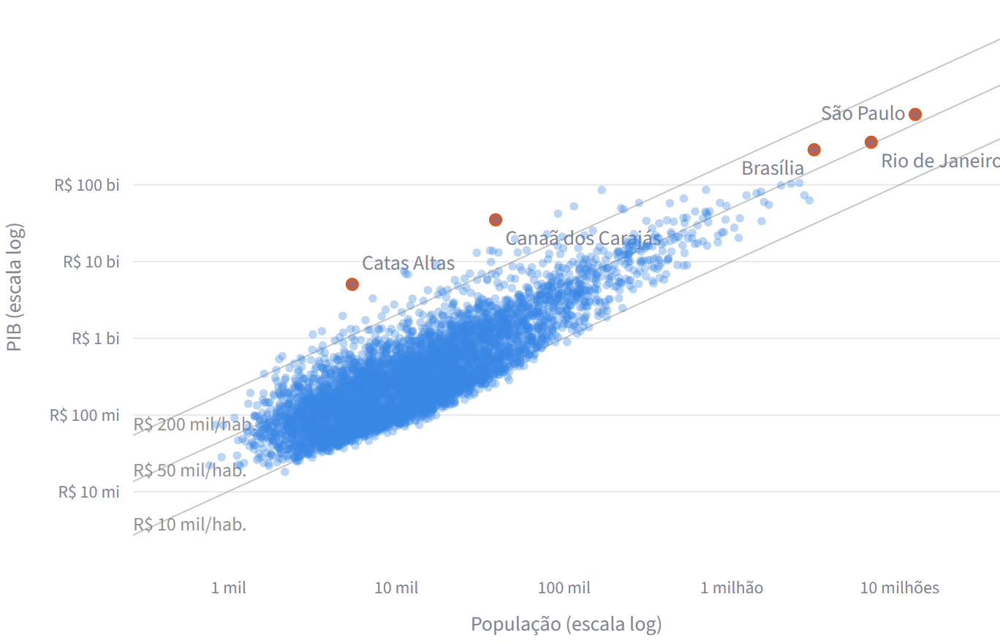 São Paulo
Rio de Janeiro
Brasília
R$ 100 bi
Canaã dos Carajás
Catas Altas
R$ 10 bi
PIB (escala log)
R$ 1 bi
R$ 100 mi
R$ 200 mil/hab.
R$ 50 mil/hab.
R$ 10 mi
R$ 10 mil/hab.
1 mil
10 mil
100 mil
1 milhão
10 milhões
População (escala log)